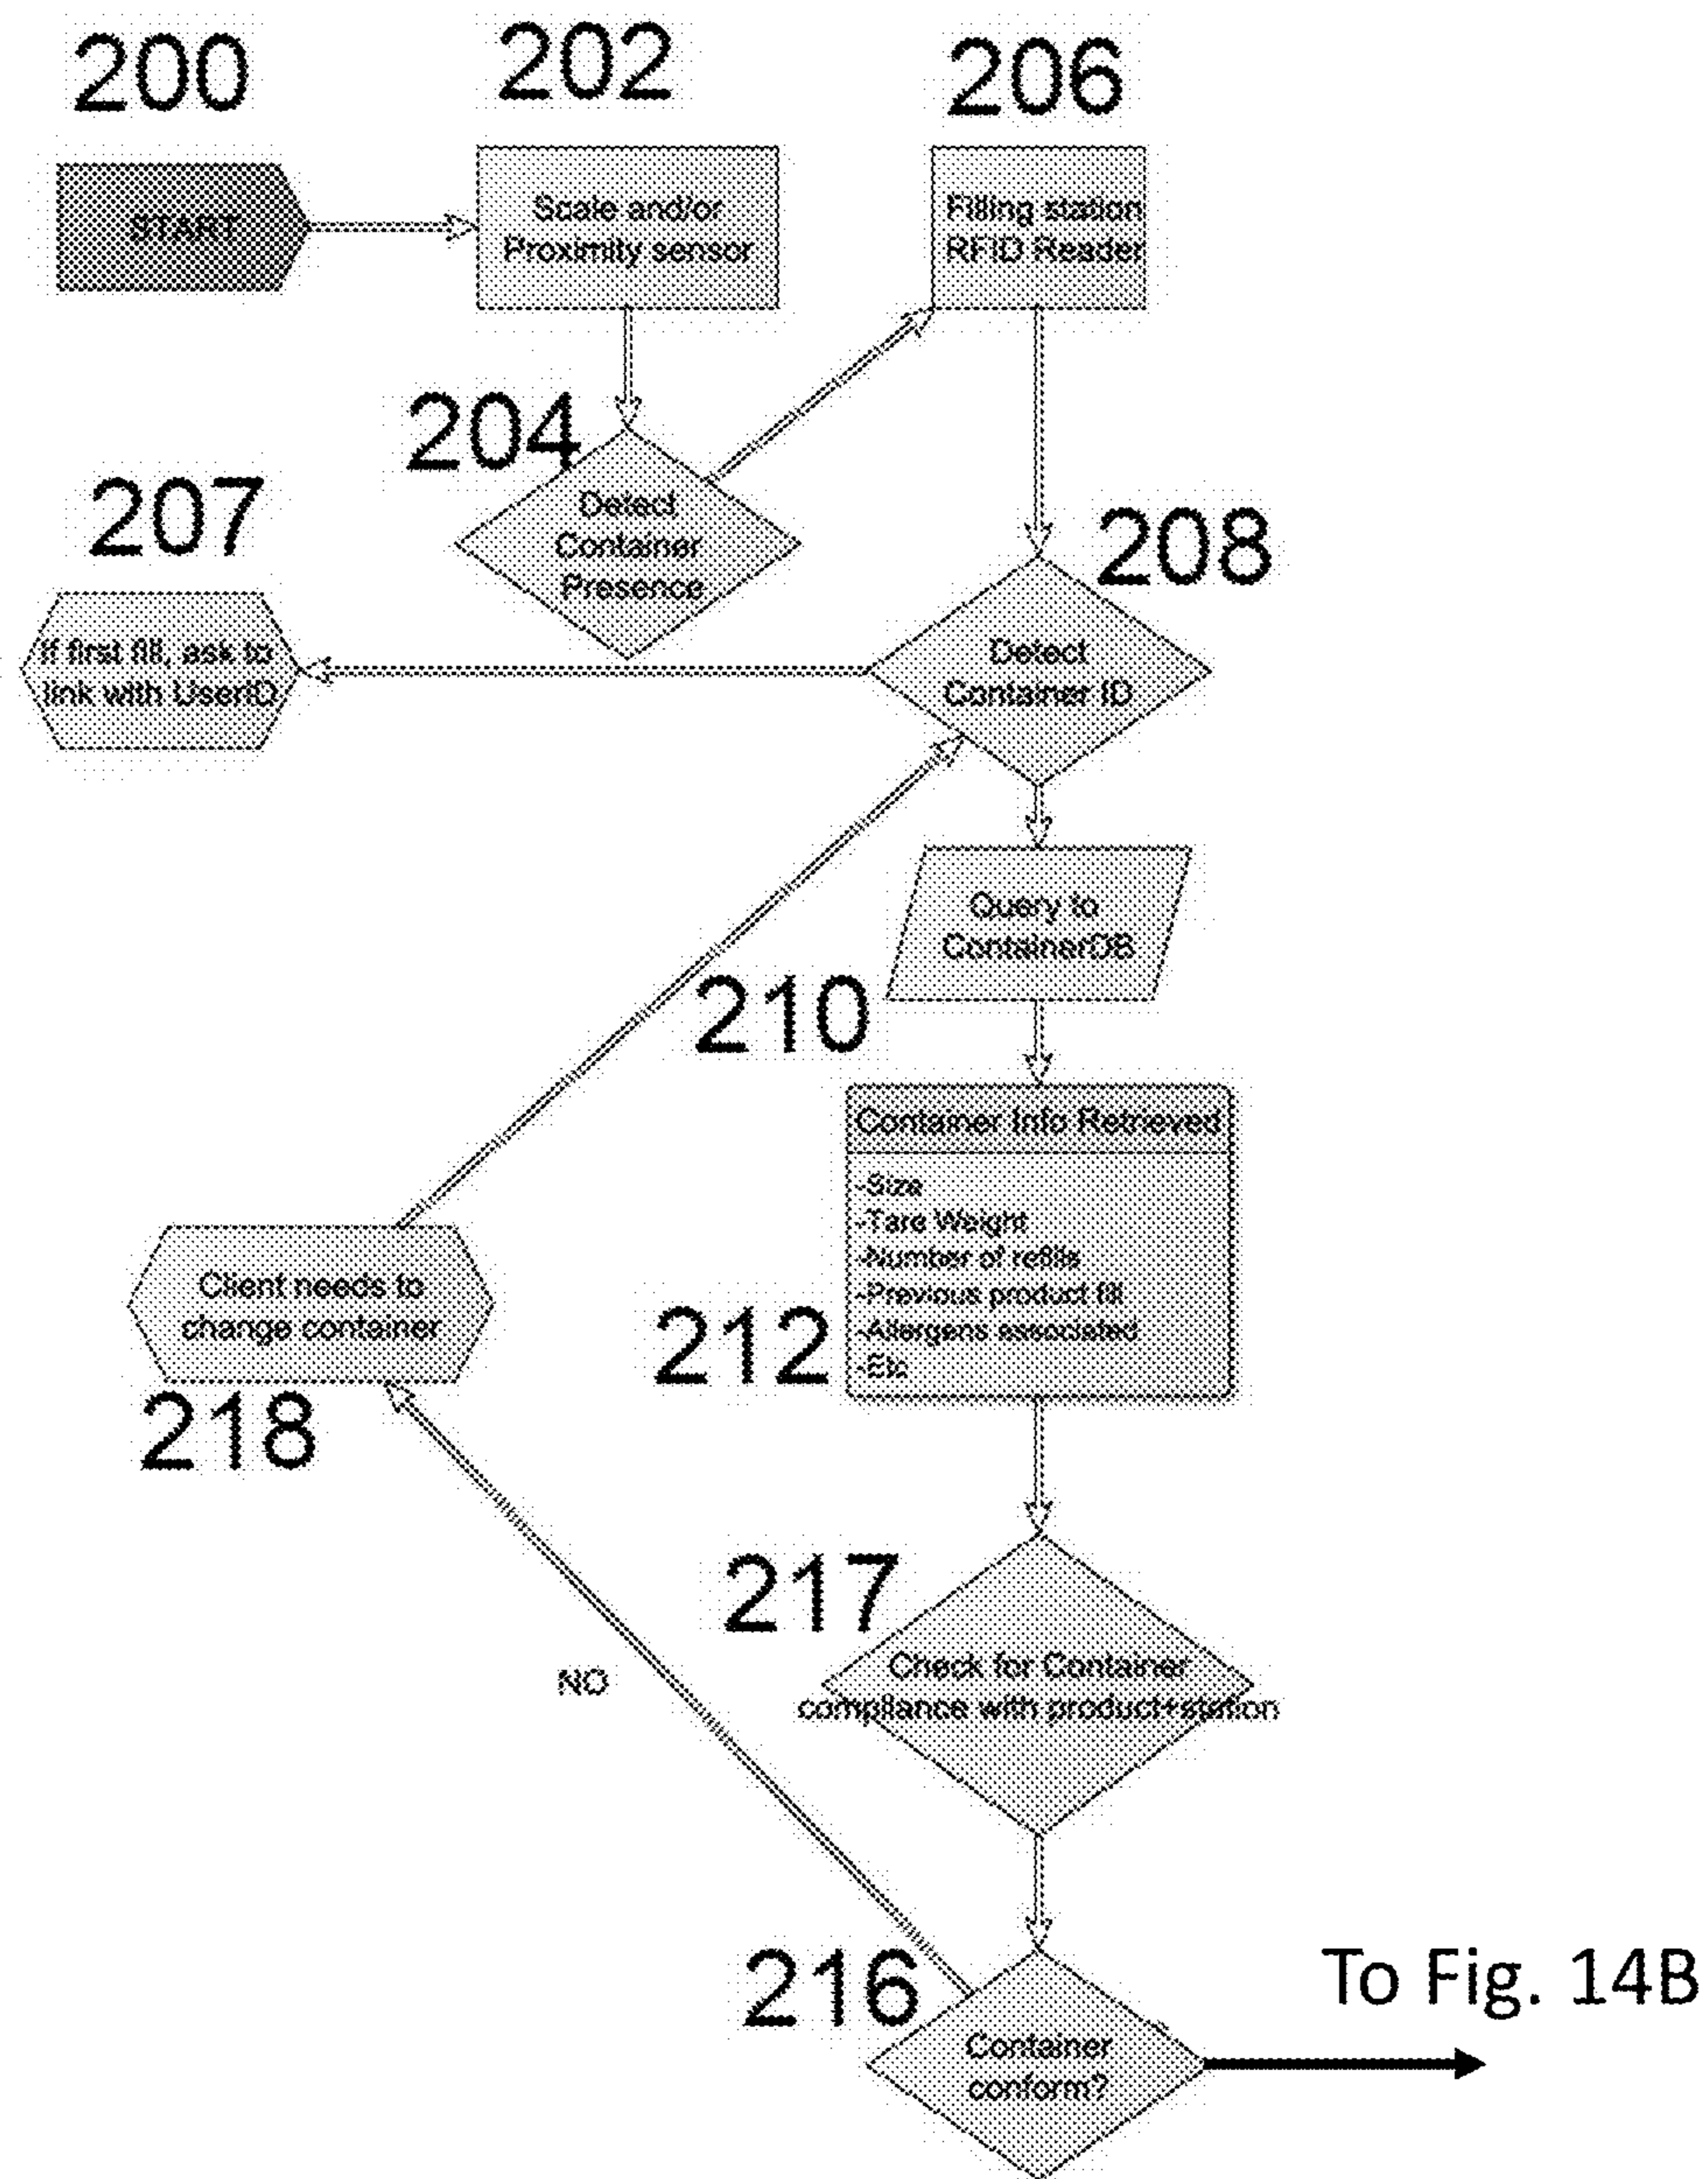 200
202
206
START
Scale and/or
Proximity sensor
Filling station
RFID Reader
204
Detect
Container
Presence
207
If first fill, ask to
link with UserID
208
Detect
Container ID
Query to
ContainerDB
210
Container Info Retrieved
-Size
-Tare Weight
-Number of refills
-Previous product fill
-Allergens associated
-Etc
212
Client needs to
change container
218
217
Check for Container
compliance with product+station
NO
216
Container
conform?
To Fig. 14B